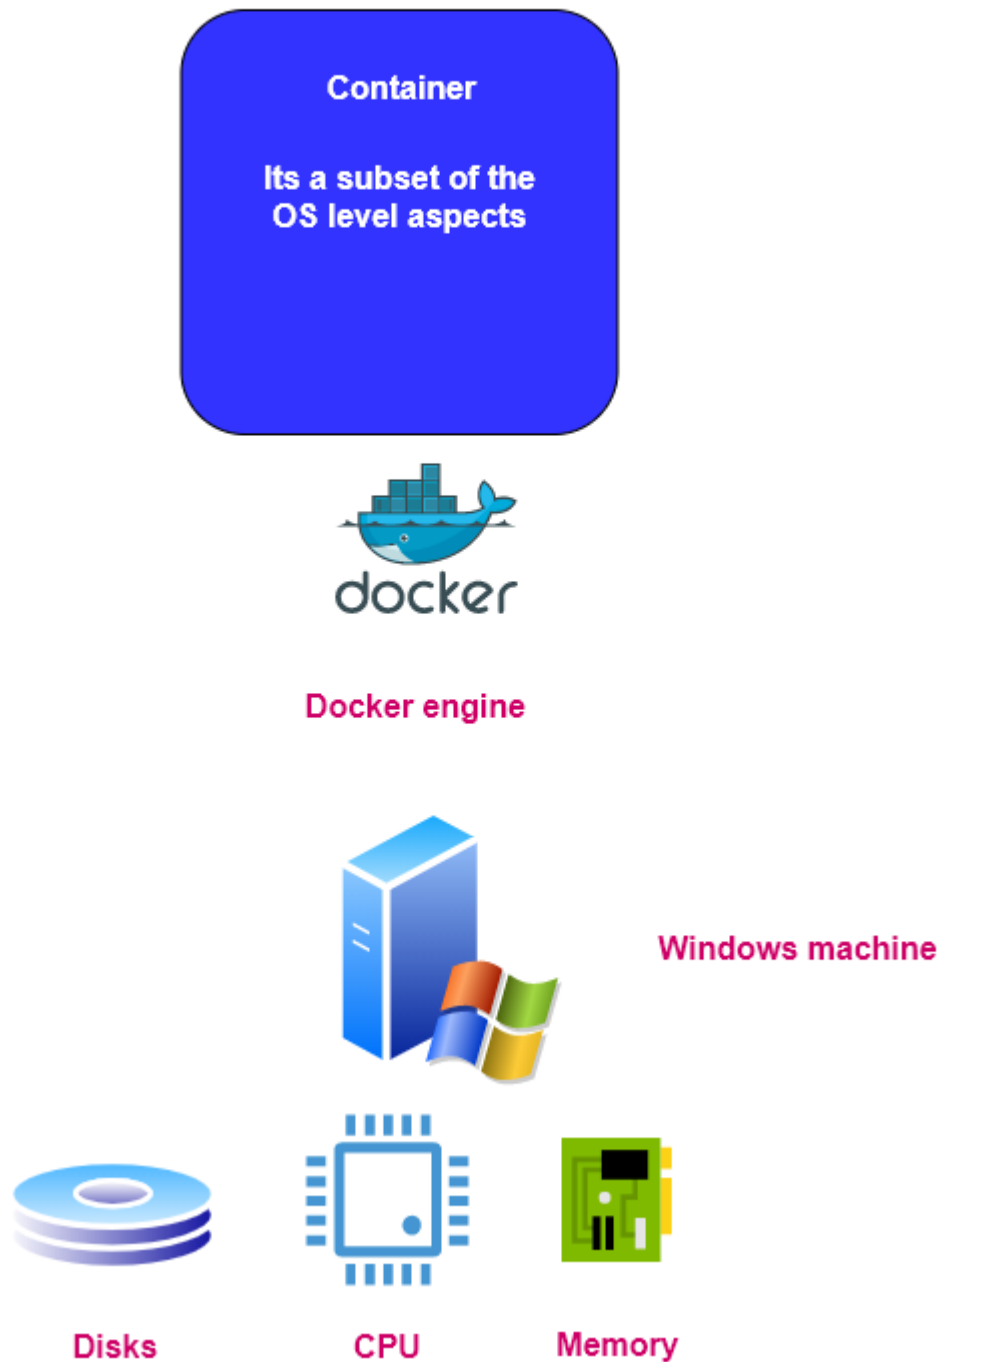 Container
Its a subset of the
OS level aspects
docker
Docker engine
Windows machine
Disks
CPU
Memory